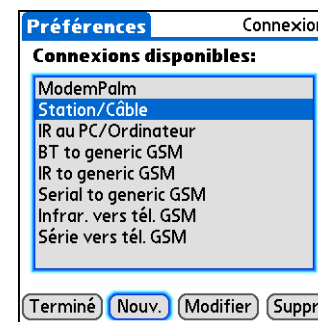 Préférences Connexion
Connexions disponibles:
ModemPalm
Station/Câble
IR au PC/Ordinateur
BT to generic GSM
IR to generic GSM
Serial to generic GSM
Infrar. vers tél. GSM
Série vers tél. GSM
Terminé Nouv. Modifier Suppr